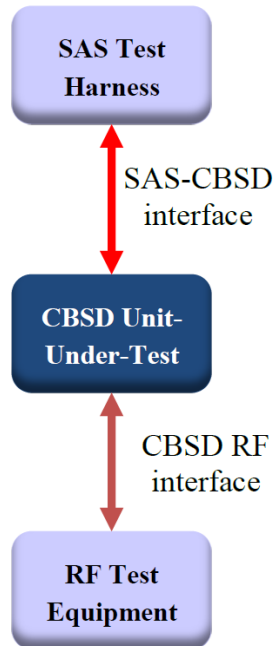 SAS Test
Harness
SAS-CBSD
interface
CBSD Unit-
Under-Test
CBSD RF
interface
RF Test
Equipment